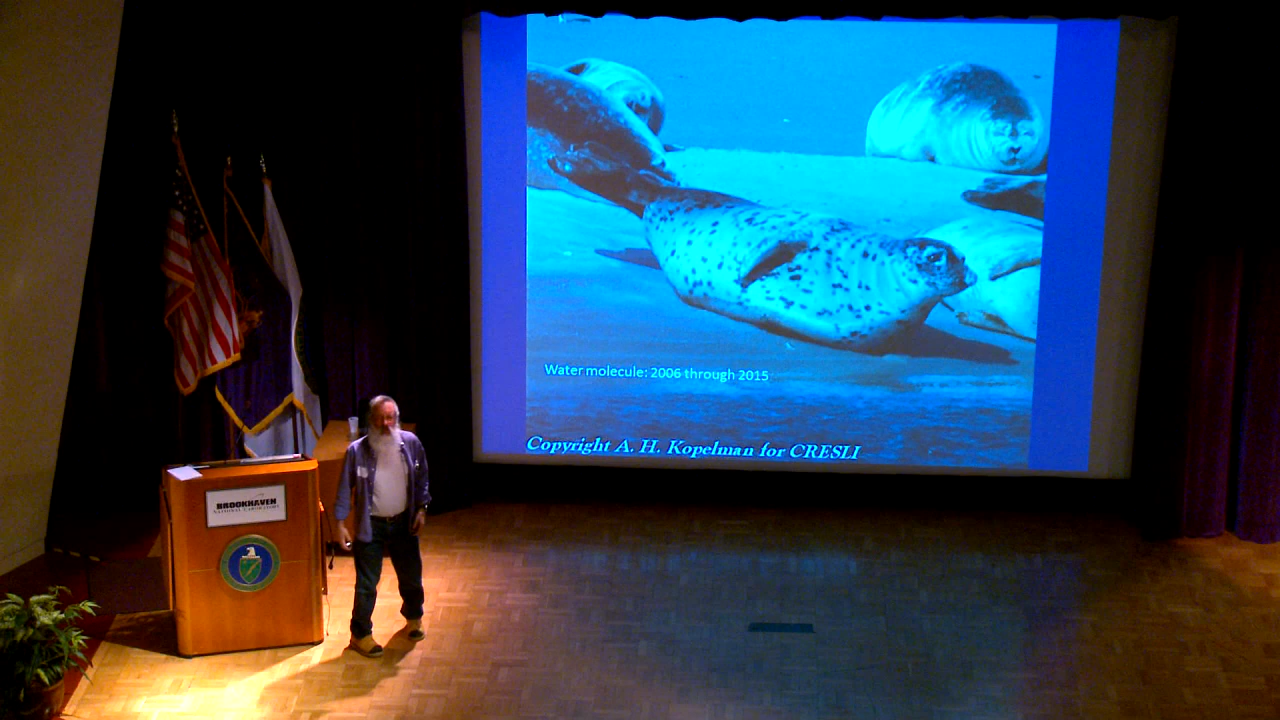 Water molecule: 2006 through 2015
Copyright A. H. Kopelman for CRESLI
BROOKHAVEN
NATIONAL LABORATORY